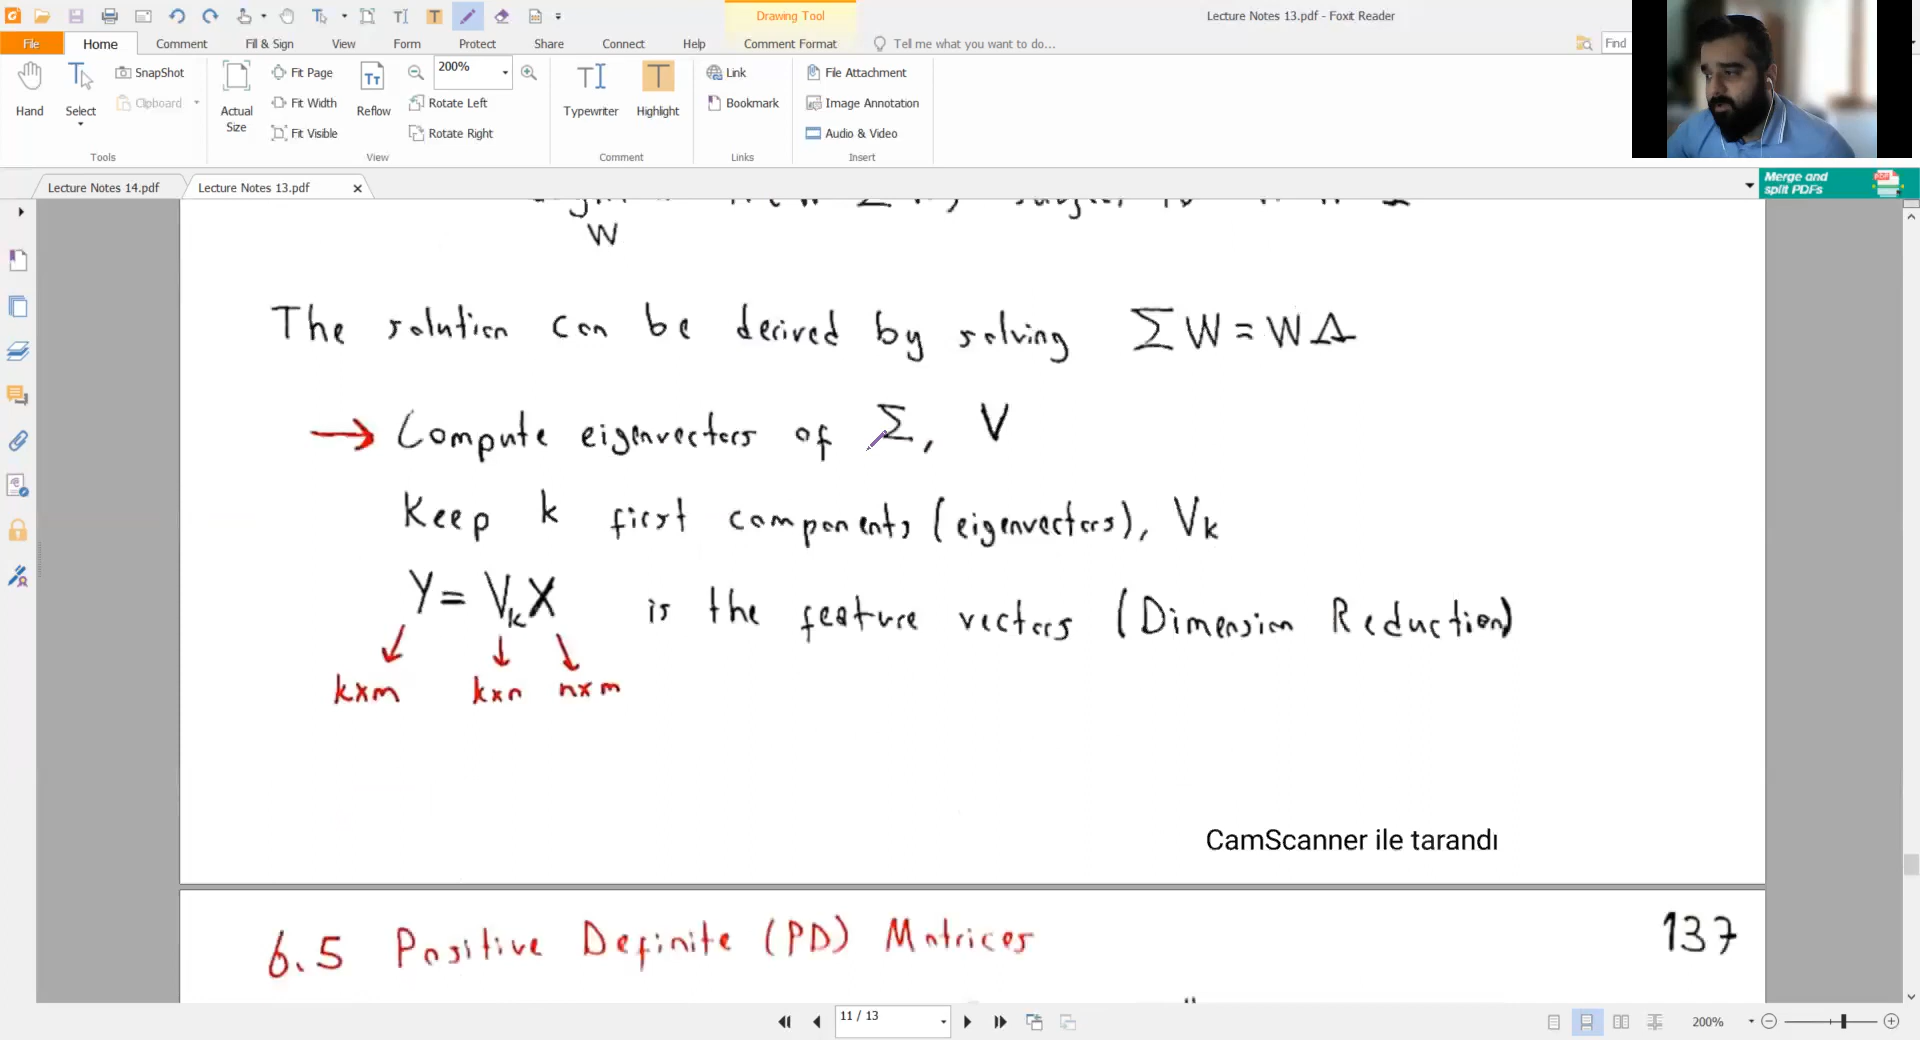 Drawing Tool
Lecture Notes 13.pdf - Foxit Reader
File Home Comment Fill & Sign View Form Protect Share Connect Help Comment Format Tell me what you want to do... Find
Hand
Select
SnapShot
Clipboard
Actual Size
Fit Page
Fit Width
Fit Visible
Reflow
200%
Rotate Left
Rotate Right
Typewriter
Highlight
Link
Bookmark
File Attachment
Image Annotation
Audio & Video
Tools View Comment Links Insert
Lecture Notes 14.pdf Lecture Notes 13.pdf
Merge and
split PDFs
W
The solution can be derived by solving ΣW = WΛ
→ Compute eigenvectors of Σ, V
Keep k first components (eigenvectors), Vk
Y = VkX is the feature vectors (Dimension Reduction)
kxm kxn nxm
CamScanner ile tarandı
6.5 Positive Definite (PD) Matrices 137
11 / 13
200%